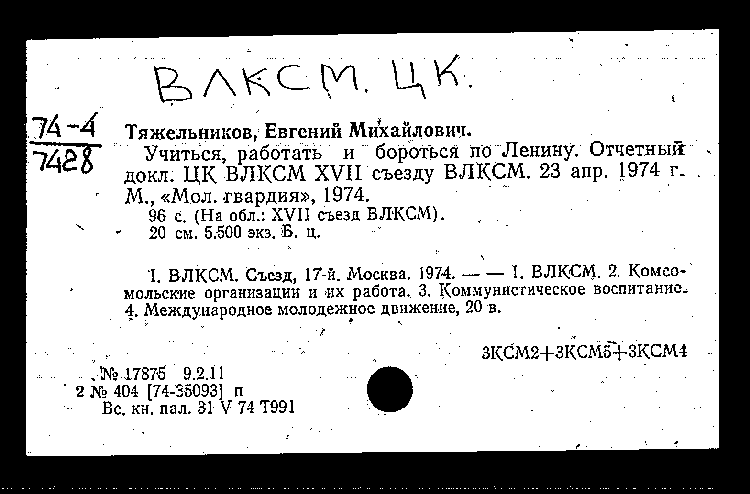 ВЛКСМ. ЦК.
74-4
7428
Тяжельников, Евгений Михайлович.
Учиться, работать и бороться по Ленину. Отчетный
докл. ЦК ВЛКСМ XVII съезду ВЛКСМ. 23 апр. 1974 г.
М., «Мол. гвардия», 1974.
96 с. (На обл.: XVII съезд ВЛКСМ).
20 см. 5.500 экз. Б. ц.
1. ВЛКСМ. Съезд, 17-й. Москва. 1974. — — 1. ВЛКСМ. 2. Комсо-
мольские организации и их работа. 3. Коммунистическое воспитание.
4. Международное молодежное движение, 20 в.
3КСМ2+3КСМ5+3КСМ4
№ 17875 9.2.11
2 № 404 [74-35093] п
Вс. кн. пал. 31 V 74 Т991